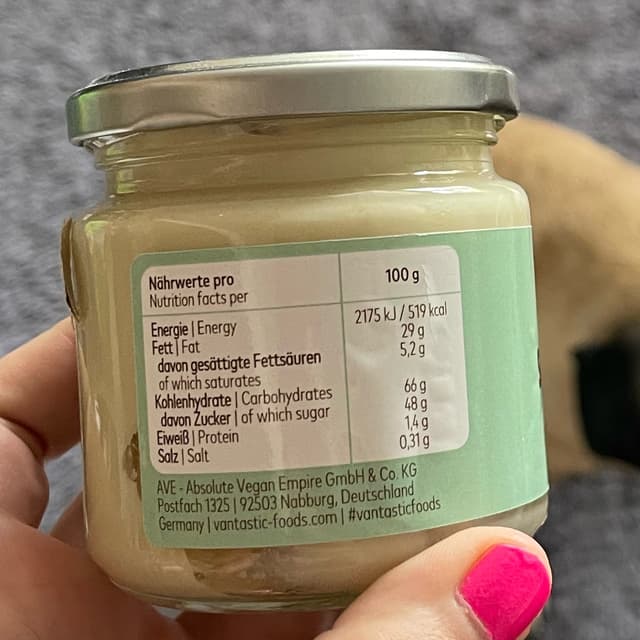 Nährwerte pro 100 g
Nutrition facts per
Energie | Energy 2175 kJ / 519 kcal
Fett | Fat 29 g
davon gesättigte Fettsäuren 5,2 g
of which saturates
Kohlenhydrate | Carbohydrates 66 g
davon Zucker | of which sugar 48 g
Eiweiß | Protein 1,4 g
Salz | Salt 0,31 g
AVE - Absolute Vegan Empire GmbH & Co. KG
Postfach 1325 | 92503 Nabburg, Deutschland
Germany | vantastic-foods.com | #vantasticfoods